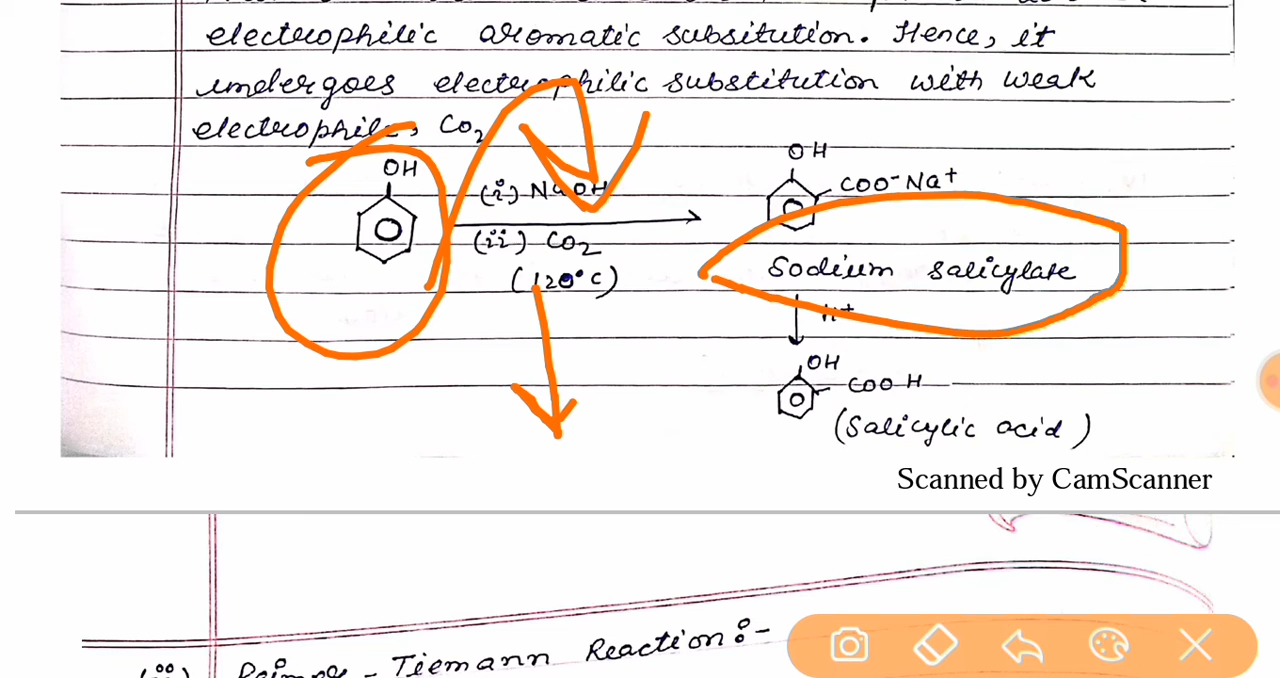 electrophilic aromatic subsitution. Hence, it
undergoes electrophilic substitution with weak
electrophile, CO2
OH
(i) NaOH
(ii) CO2
(120°C)
OH
COO-Na+
Sodium salicylate
H+
OH
COOH
(Salicylic acid)
Scanned by CamScanner
Reimer - Tiemann Reaction :-